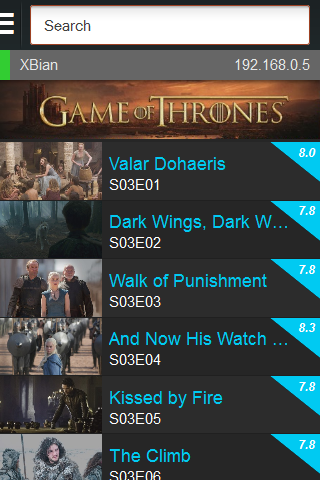 Search
XBian 192.168.0.5
GAME OF THRONES
8.0
Valar Dohaeris
S03E01
7.8
Dark Wings, Dark W...
S03E02
7.8
Walk of Punishment
S03E03
8.3
And Now His Watch ...
S03E04
7.8
Kissed by Fire
S03E05
7.8
The Climb
S03E06